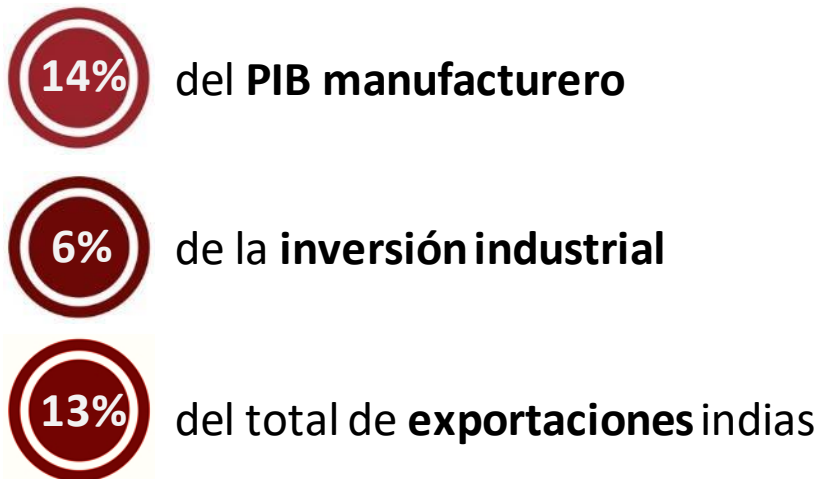 14% del PIB manufacturero
6% de la inversión industrial
13% del total de exportaciones indias